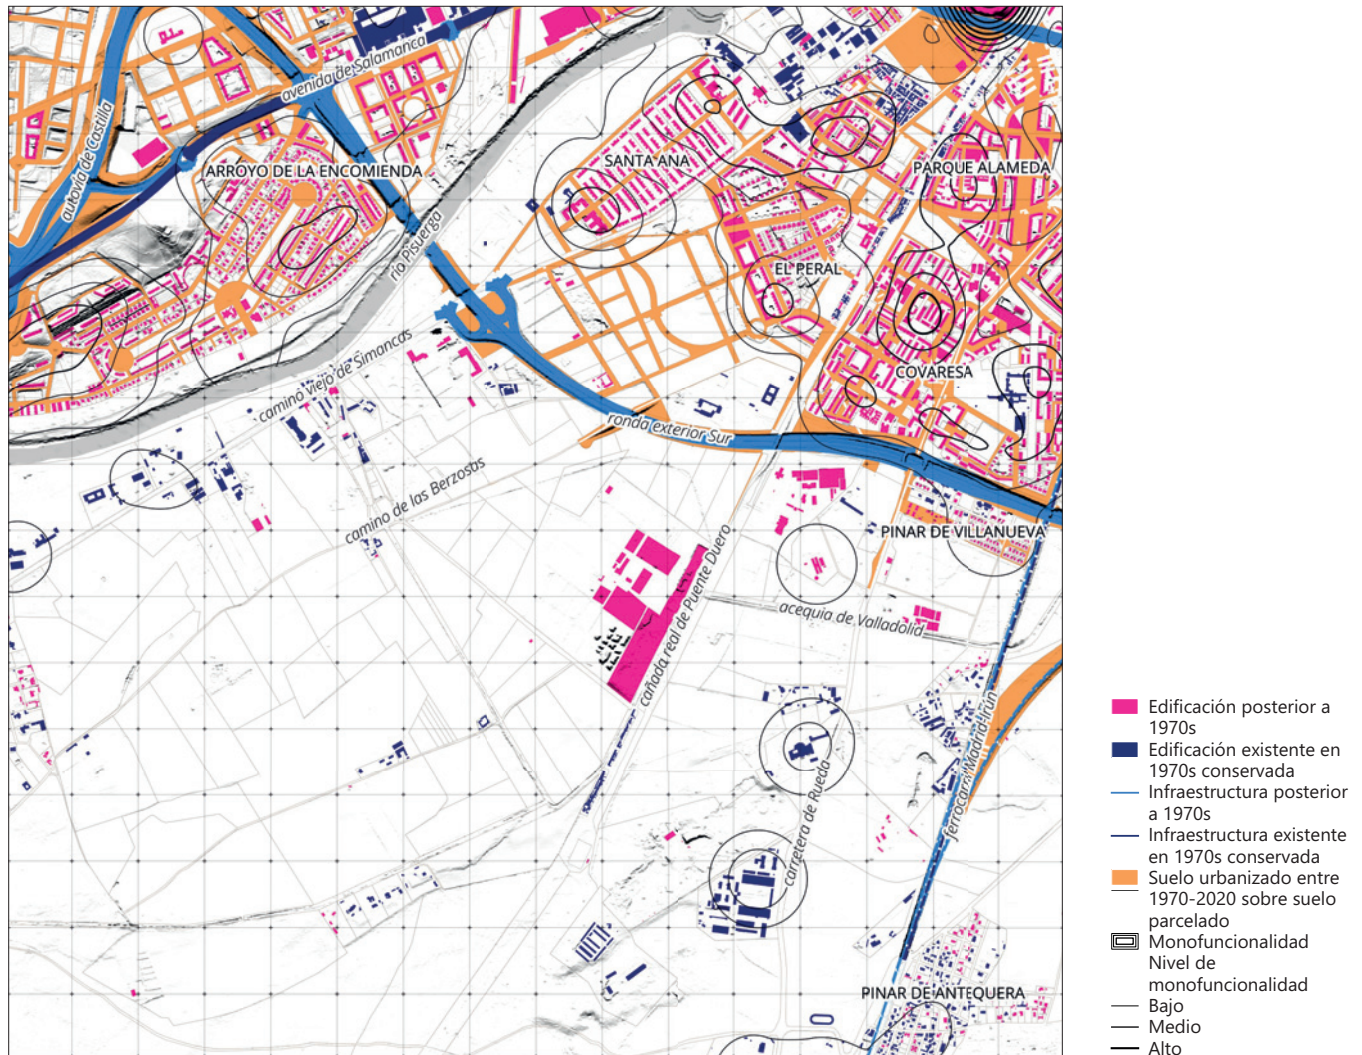 avenida de Salamanca
autovía de Castilla
ARROYO DE LA ENCOMIENDA
río Pisuerga
SANTA ANA
PARQUE ALAMEDA
EL PERAL
COVARESA
camino viejo de Simancas
ronda exterior Sur
camino de las Berzosas
PINAR DE VILLANUEVA
cañada real de Puente Duero
acequia de Valladolid
ferrocarril Madrid-Irún
carretera de Rueda
PINAR DE ANTEQUERA
Edificación posterior a
1970s
Edificación existente en
1970s conservada
Infraestructura posterior
a 1970s
Infraestructura existente
en 1970s conservada
Suelo urbanizado entre
1970-2020 sobre suelo
parcelado
Monofuncionalidad
Nivel de
monofuncionalidad
Bajo
Medio
Alto